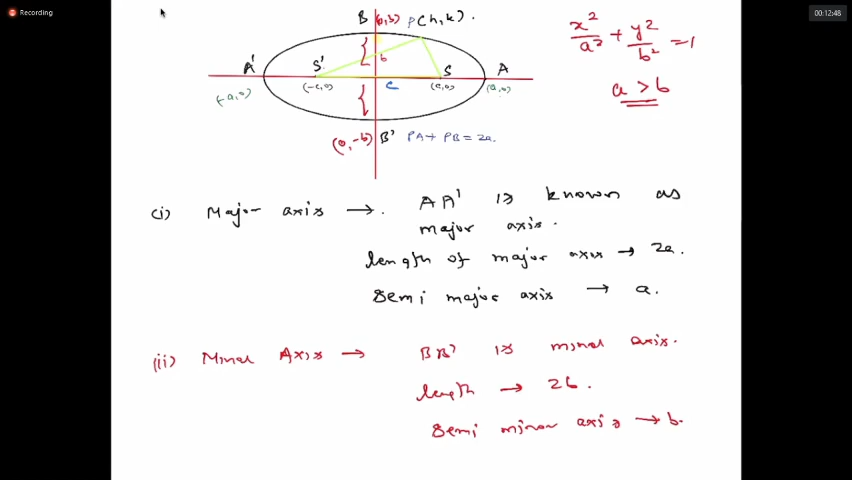 Recording
00:12:48
B (0,b) P(h,k).
x²/a² + y²/b² = 1
b
A' S' S A
(-a,0) (-c,0) c (c,0) (a,0)
a > b
(0,-b) B' PA + PB = 2a.
(i) Major axis → . AA' is known as
major axis.
length of major axis → 2a.
Semi major axis → a.
(ii) Minor Axis → BB' is minor axis.
length → 2b.
Semi minor axis → b.